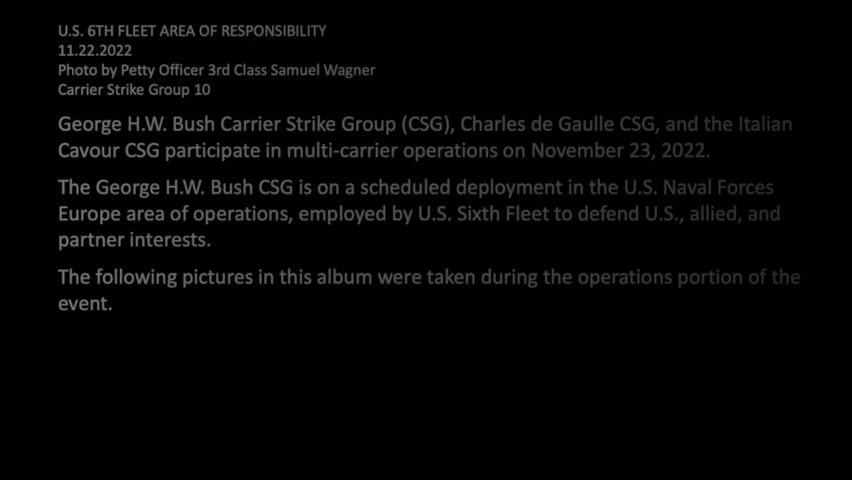 U.S. 6TH FLEET AREA OF RESPONSIBILITY
11.22.2022
Photo by Petty Officer 3rd Class Samuel Wagner
Carrier Strike Group 10
George H.W. Bush Carrier Strike Group (CSG), Charles de Gaulle CSG, and the Italian
Cavour CSG participate in multi-carrier operations on November 23, 2022.
The George H.W. Bush CSG is on a scheduled deployment in the U.S. Naval Forces
Europe area of operations, employed by U.S. Sixth Fleet to defend U.S., allied, and
partner interests.
The following pictures in this album were taken during the operations portion of the
event.